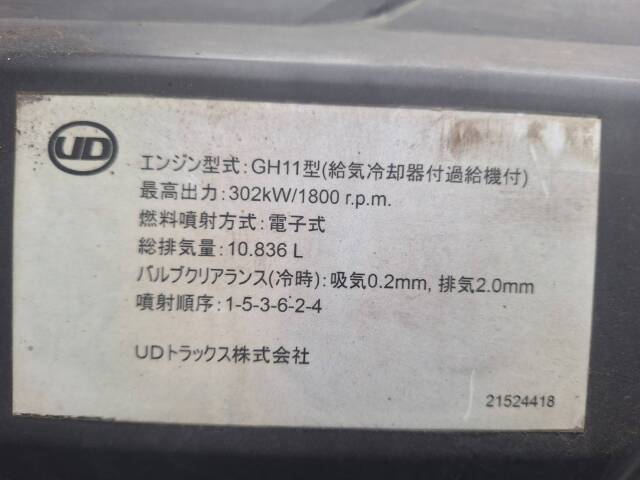 UD
エンジン型式:GH11型(給気冷却器付過給機付)
最高出力:302kW/1800 r.p.m.
燃料噴射方式:電子式
総排気量:10.836 L
バルブクリアランス(冷時):吸気0.2mm, 排気2.0mm
噴射順序:1-5-3-6-2-4
UDトラックス株式会社
21524418